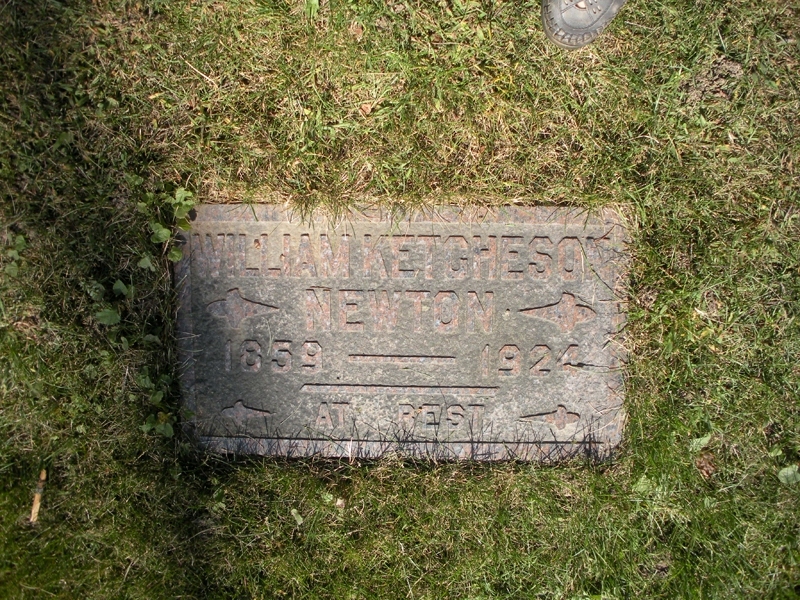 WILLIAM KETCHESON
NEWTON
1859 — 1924
AT REST